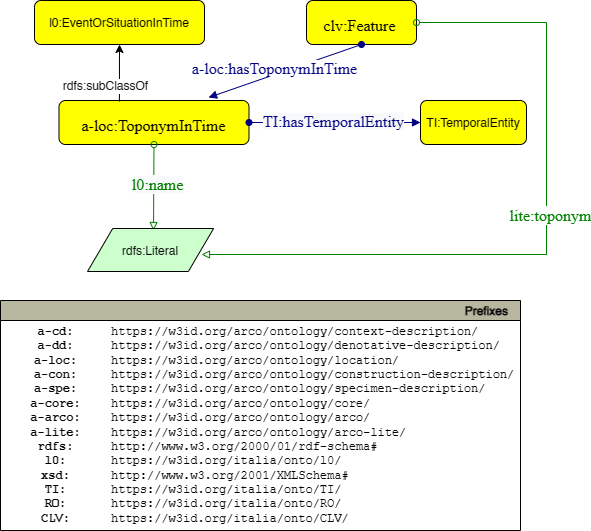 l0:EventOrSituationInTime
clv:Feature
a-loc:hasToponymInTime
rdfs:subClassOf
a-loc:ToponymInTime
TI:hasTemporalEntity
TI:TemporalEntity
l0:name
lite:toponym
rdfs:Literal
Prefixes
a-cd: https://w3id.org/arco/ontology/context-description/
a-dd: https://w3id.org/arco/ontology/denotative-description/
a-loc: https://w3id.org/arco/ontology/location/
a-con: https://w3id.org/arco/ontology/construction-description/
a-spe: https://w3id.org/arco/ontology/specimen-description/
a-core: https://w3id.org/arco/ontology/core/
a-arco: https://w3id.org/arco/ontology/arco/
a-lite: https://w3id.org/arco/ontology/arco-lite/
rdfs: http://www.w3.org/2000/01/rdf-schema#
l0: https://w3id.org/italia/onto/l0/
xsd: http://www.w3.org/2001/XMLSchema#
TI: https://w3id.org/italia/onto/TI/
RO: https://w3id.org/italia/onto/RO/
CLV: https://w3id.org/italia/onto/CLV/